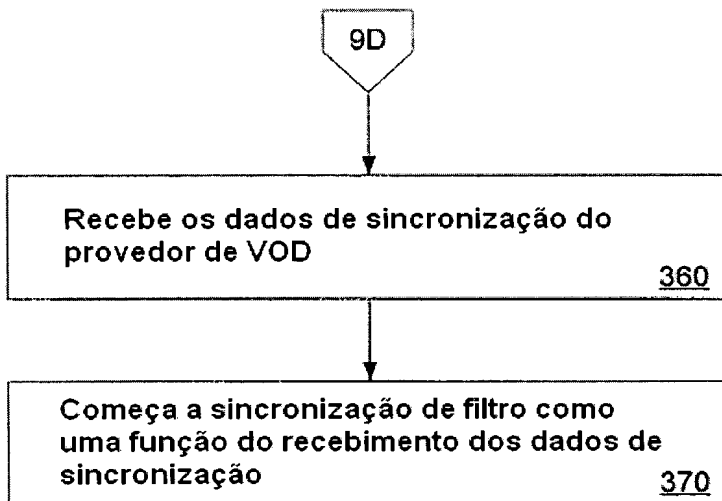 9D
Recebe os dados de sincronização do
provedor de VOD
360
Começa a sincronização de filtro como
uma função do recebimento dos dados de
sincronização
370